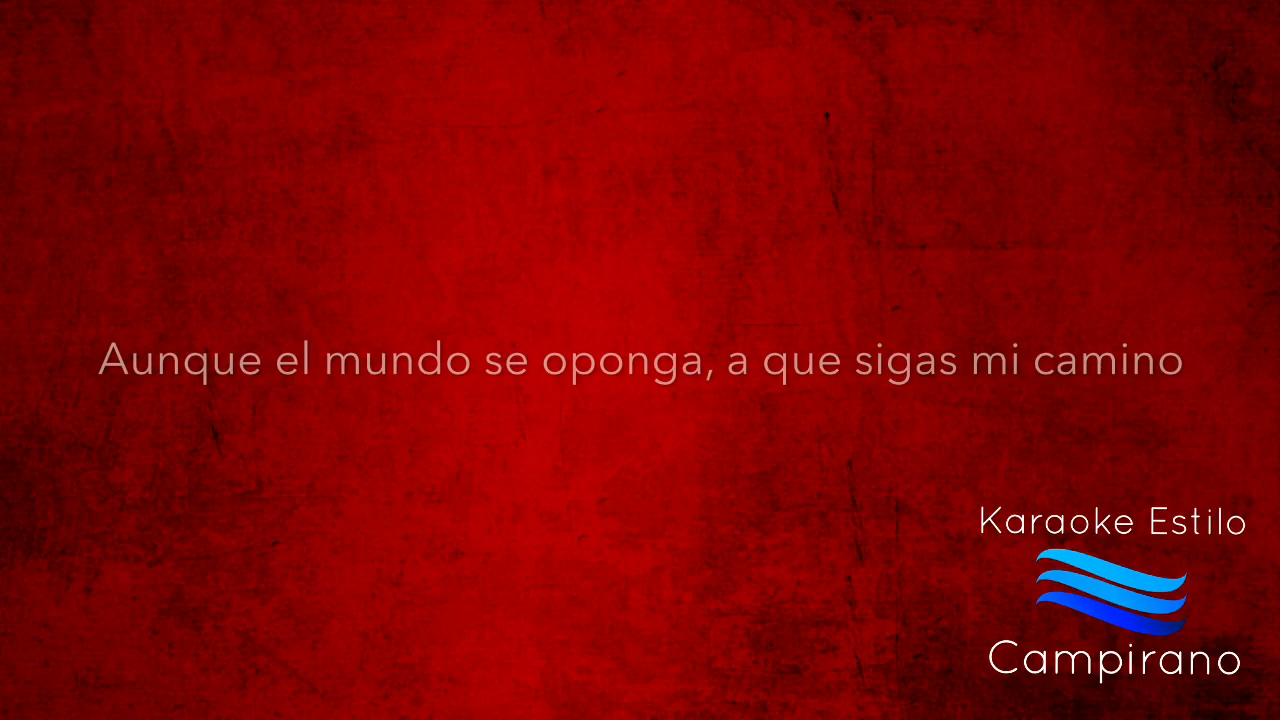 Aunque el mundo se oponga, a que sigas mi camino
Karaoke Estilo
Campirano